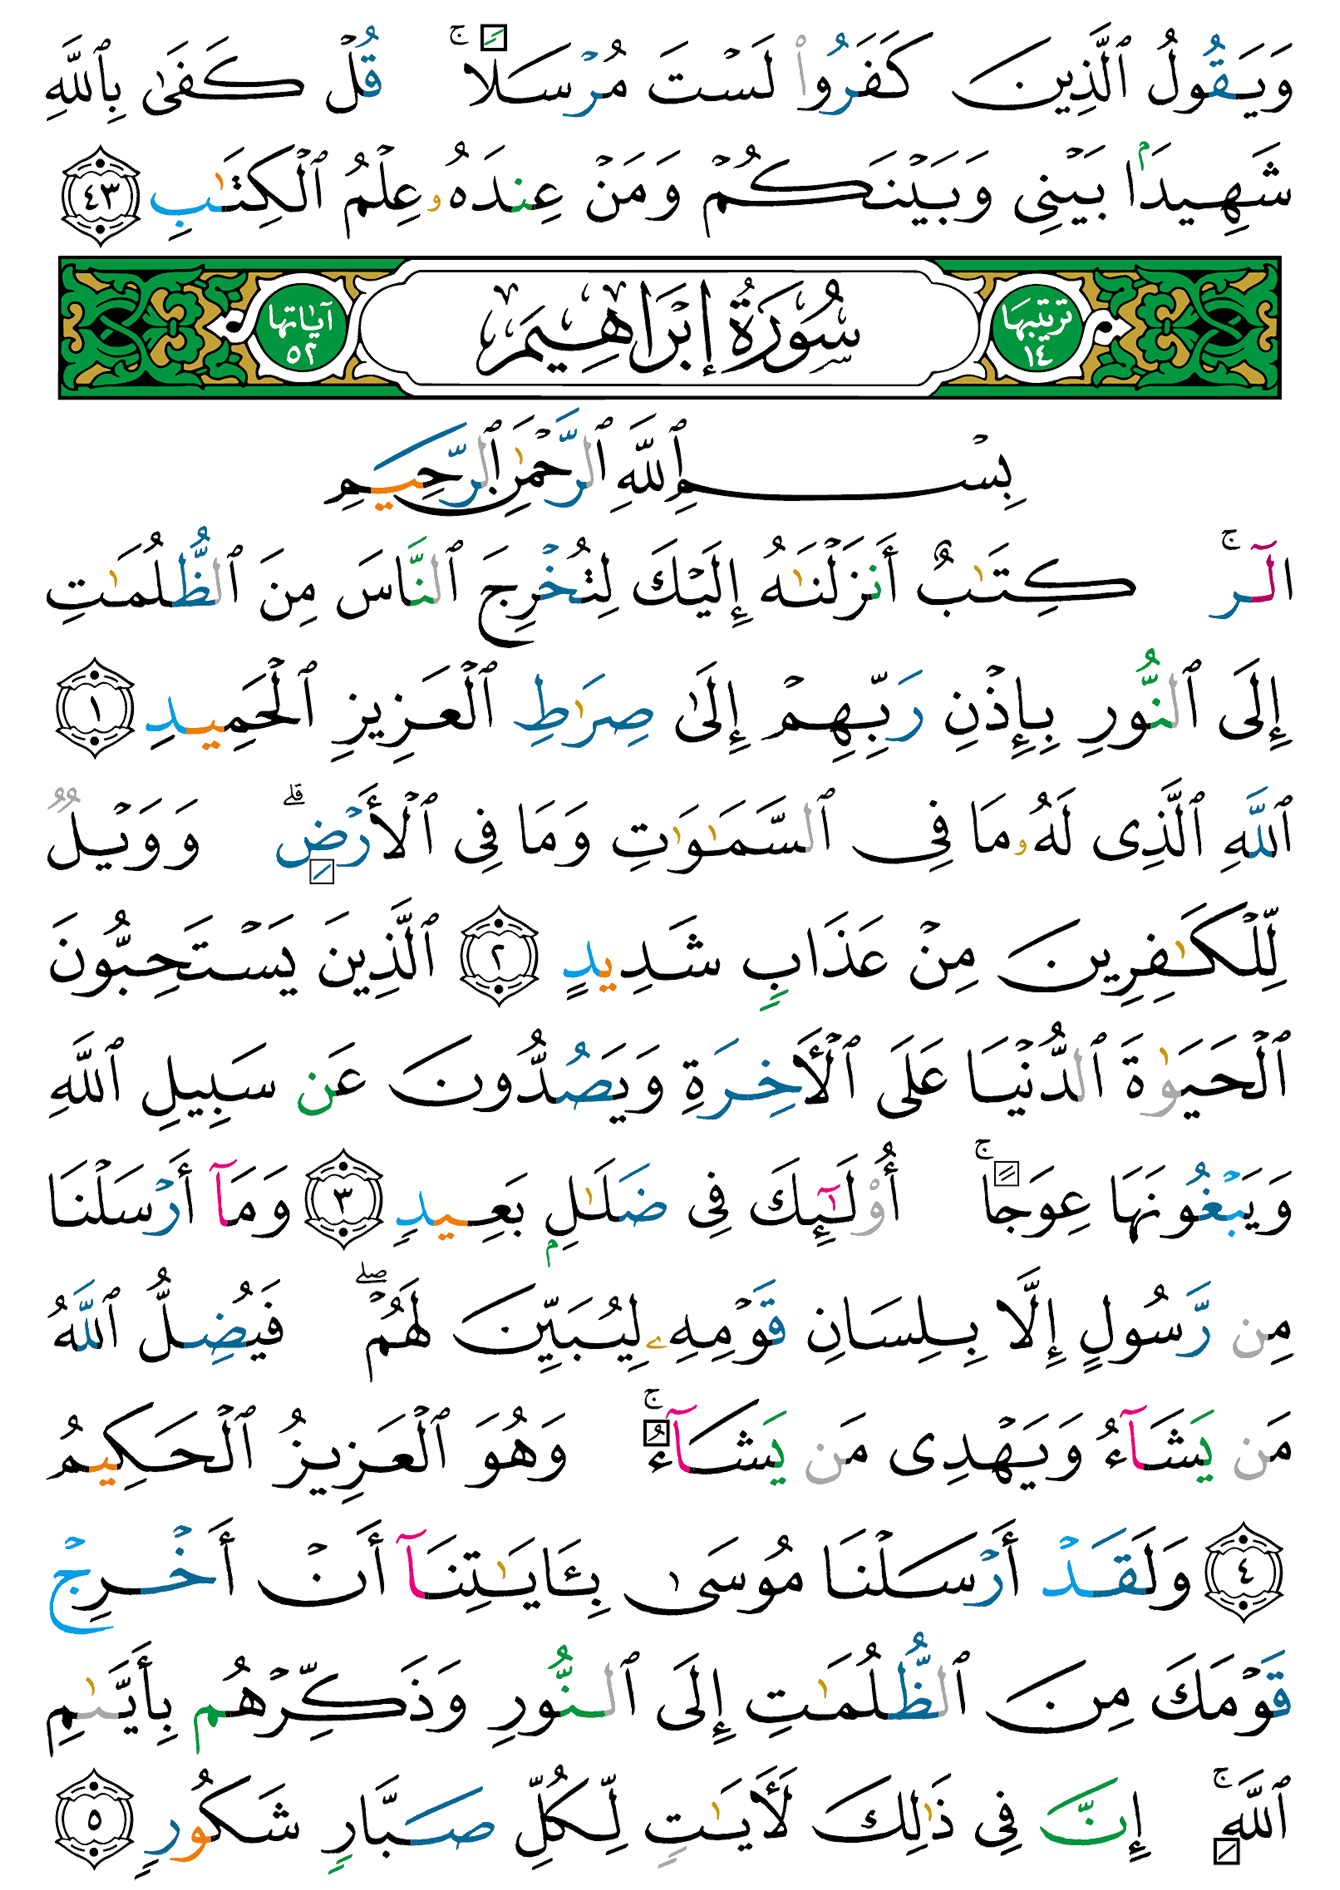 وَيَقُولُ ٱلَّذِينَ كَفَرُوا۟ لَسْتَ مُرْسَلًا ۚ قُلْ كَفَىٰ بِٱللَّهِ
شَهِيدًۢا بَيْنِى وَبَيْنَكُمْ وَمَنْ عِندَهُۥ عِلْمُ ٱلْكِتَـٰبِ ٤٣
ترتيبها ١٤ سُورَةُ إِبْرَاهِيمَ آياتها ٥٢
بِسْمِ ٱللَّهِ ٱلرَّحْمَـٰنِ ٱلرَّحِيمِ
الٓر ۚ كِتَـٰبٌ أَنزَلْنَـٰهُ إِلَيْكَ لِتُخْرِجَ ٱلنَّاسَ مِنَ ٱلظُّلُمَـٰتِ
إِلَى ٱلنُّورِ بِإِذْنِ رَبِّهِمْ إِلَىٰ صِرَٰطِ ٱلْعَزِيزِ ٱلْحَمِيدِ ١
ٱللَّهِ ٱلَّذِى لَهُۥ مَا فِى ٱلسَّمَـٰوَٰتِ وَمَا فِى ٱلْأَرْضِ ۗ وَوَيْلٌ
لِّلْكَـٰفِرِينَ مِنْ عَذَابٍ شَدِيدٍ ٢ ٱلَّذِينَ يَسْتَحِبُّونَ
ٱلْحَيَوٰةَ ٱلدُّنْيَا عَلَى ٱلْأَخِرَةِ وَيَصُدُّونَ عَن سَبِيلِ ٱللَّهِ
وَيَبْغُونَهَا عِوَجًا ۚ أُو۟لَـٰٓئِكَ فِى ضَلَـٰلٍۭ بَعِيدٍ ٣ وَمَآ أَرْسَلْنَا
مِن رَّسُولٍ إِلَّا بِلِسَانِ قَوْمِهِۦ لِيُبَيِّنَ لَهُمْ ۖ فَيُضِلُّ ٱللَّهُ
مَن يَشَآءُ وَيَهْدِى مَن يَشَآءُ ۚ وَهُوَ ٱلْعَزِيزُ ٱلْحَكِيمُ
٤ وَلَقَدْ أَرْسَلْنَا مُوسَىٰ بِـَٔايَـٰتِنَآ أَنْ أَخْرِجْ
قَوْمَكَ مِنَ ٱلظُّلُمَـٰتِ إِلَى ٱلنُّورِ وَذَكِّرْهُم بِأَيَّىٰمِ
ٱللَّهِ ۚ إِنَّ فِى ذَٰلِكَ لَأَيَـٰتٍ لِّكُلِّ صَبَّارٍ شَكُورٍ ٥